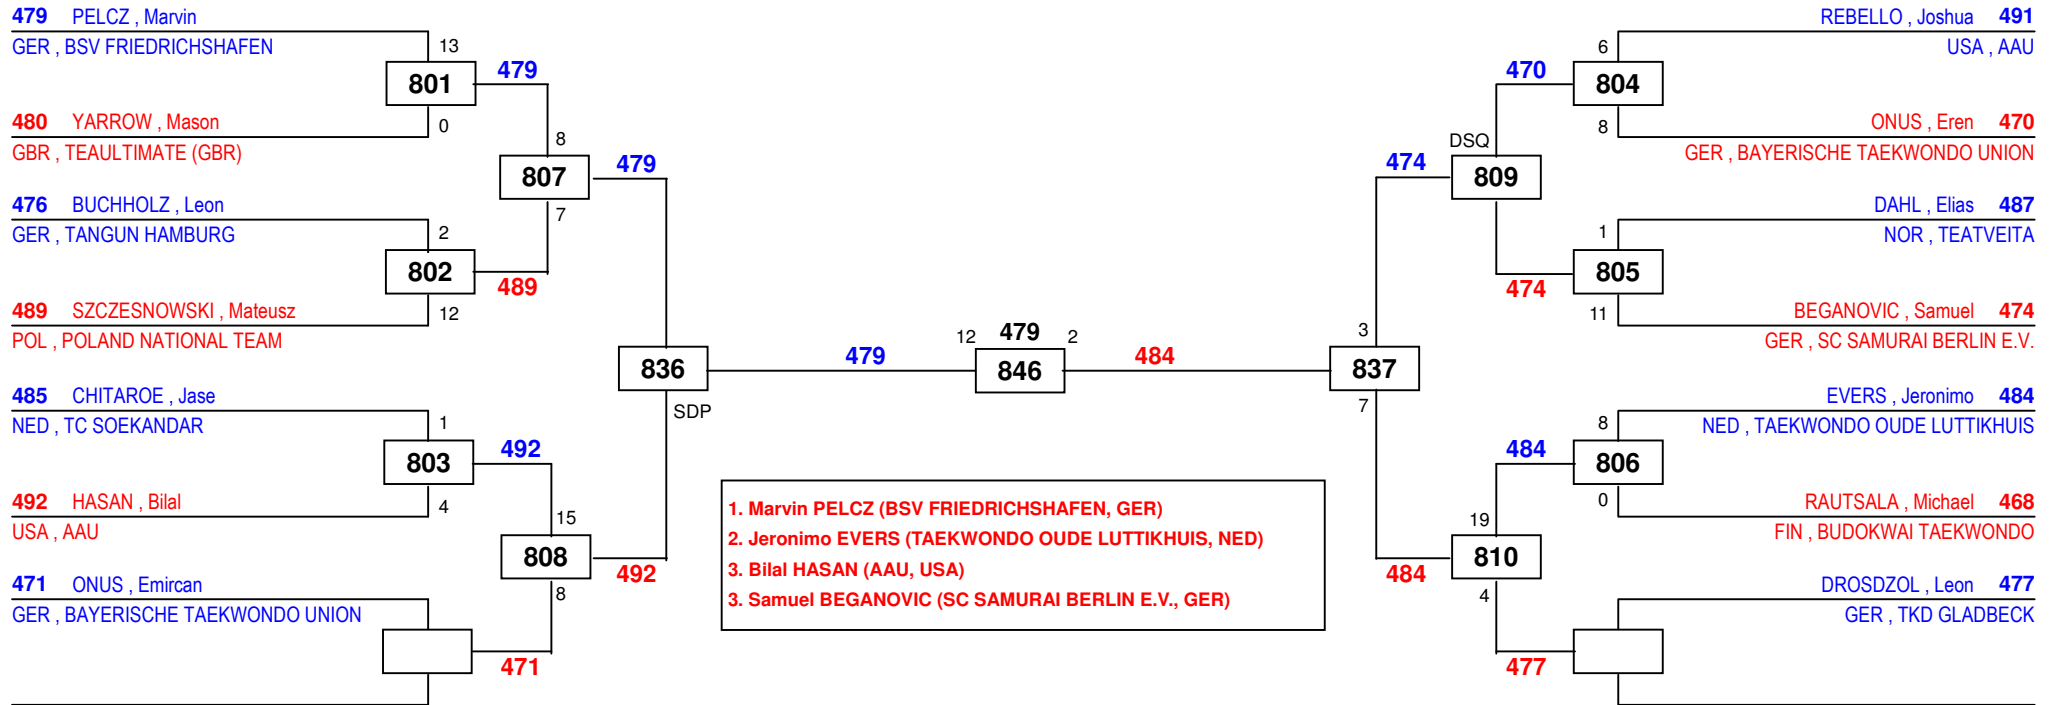 479 PELCZ , Marvin
GER , BSV FRIEDRICHSHAFEN
13
801
479
480 YARROW , Mason
0
GBR , TEAULTIMATE (GBR)
8
807
479
7
476 BUCHHOLZ , Leon
GER , TANGUN HAMBURG
2
802
489
489 SZCZESNOWSKI , Mateusz
12
POL , POLAND NATIONAL TEAM
836
SDP
485 CHITAROE , Jase
NED , TC SOEKANDAR
1
803
492
492 HASAN , Bilal
4
USA , AAU
15
808
492
8
471 ONUS , Emircan
GER , BAYERISCHE TAEKWONDO UNION
471
479
12 479 2
846
484
1. Marvin PELCZ (BSV FRIEDRICHSHAFEN, GER)
2. Jeronimo EVERS (TAEKWONDO OUDE LUTTIKHUIS, NED)
3. Bilal HASAN (AAU, USA)
3. Samuel BEGANOVIC (SC SAMURAI BERLIN E.V., GER)
REBELLO , Joshua 491
6
USA , AAU
470
804
8
ONUS , Eren 470
GER , BAYERISCHE TAEKWONDO UNION
DSQ
474
809
DAHL , Elias 487
1
NOR , TEATVEITA
805
474
11
BEGANOVIC , Samuel 474
GER , SC SAMURAI BERLIN E.V.
3
837
7
EVERS , Jeronimo 484
8
NED , TAEKWONDO OUDE LUTTIKHUIS
484
806
0
RAUTSALA , Michael 468
FIN , BUDOKWAI TAEKWONDO
19
810
484
4
DROSDZOL , Leon 477
GER , TKD GLADBECK
477